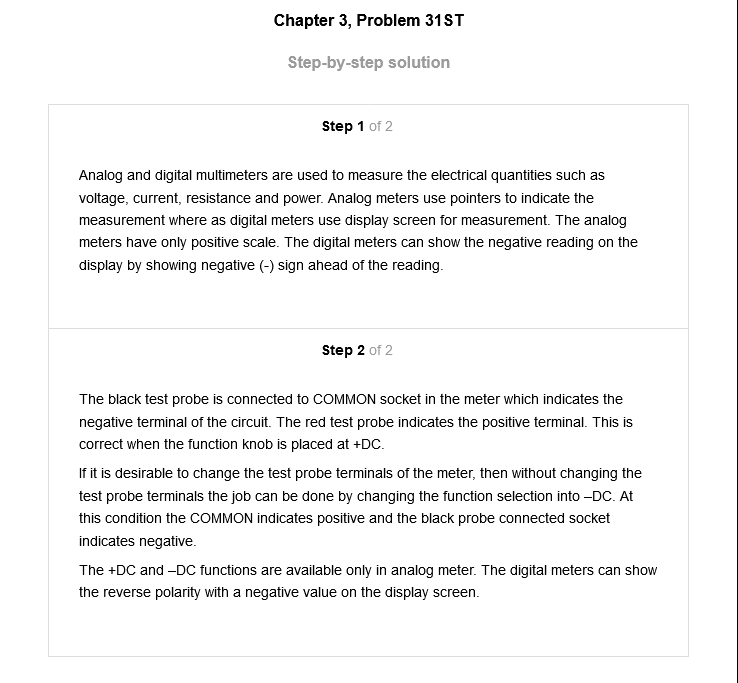 Chapter 3, Problem 31ST
Step-by-step solution
Step 1 of 2
Analog and digital multimeters are used to measure the electrical quantities such as
voltage, current, resistance and power. Analog meters use pointers to indicate the
measurement where as digital meters use display screen for measurement. The analog
meters have only positive scale. The digital meters can show the negative reading on the
display by showing negative (-) sign ahead of the reading.
Step 2 of 2
The black test probe is connected to COMMON socket in the meter which indicates the
negative terminal of the circuit. The red test probe indicates the positive terminal. This is
correct when the function knob is placed at +DC.
If it is desirable to change the test probe terminals of the meter, then without changing the
test probe terminals the job can be done by changing the function selection into –DC. At
this condition the COMMON indicates positive and the black probe connected socket
indicates negative.
The +DC and –DC functions are available only in analog meter. The digital meters can show
the reverse polarity with a negative value on the display screen.